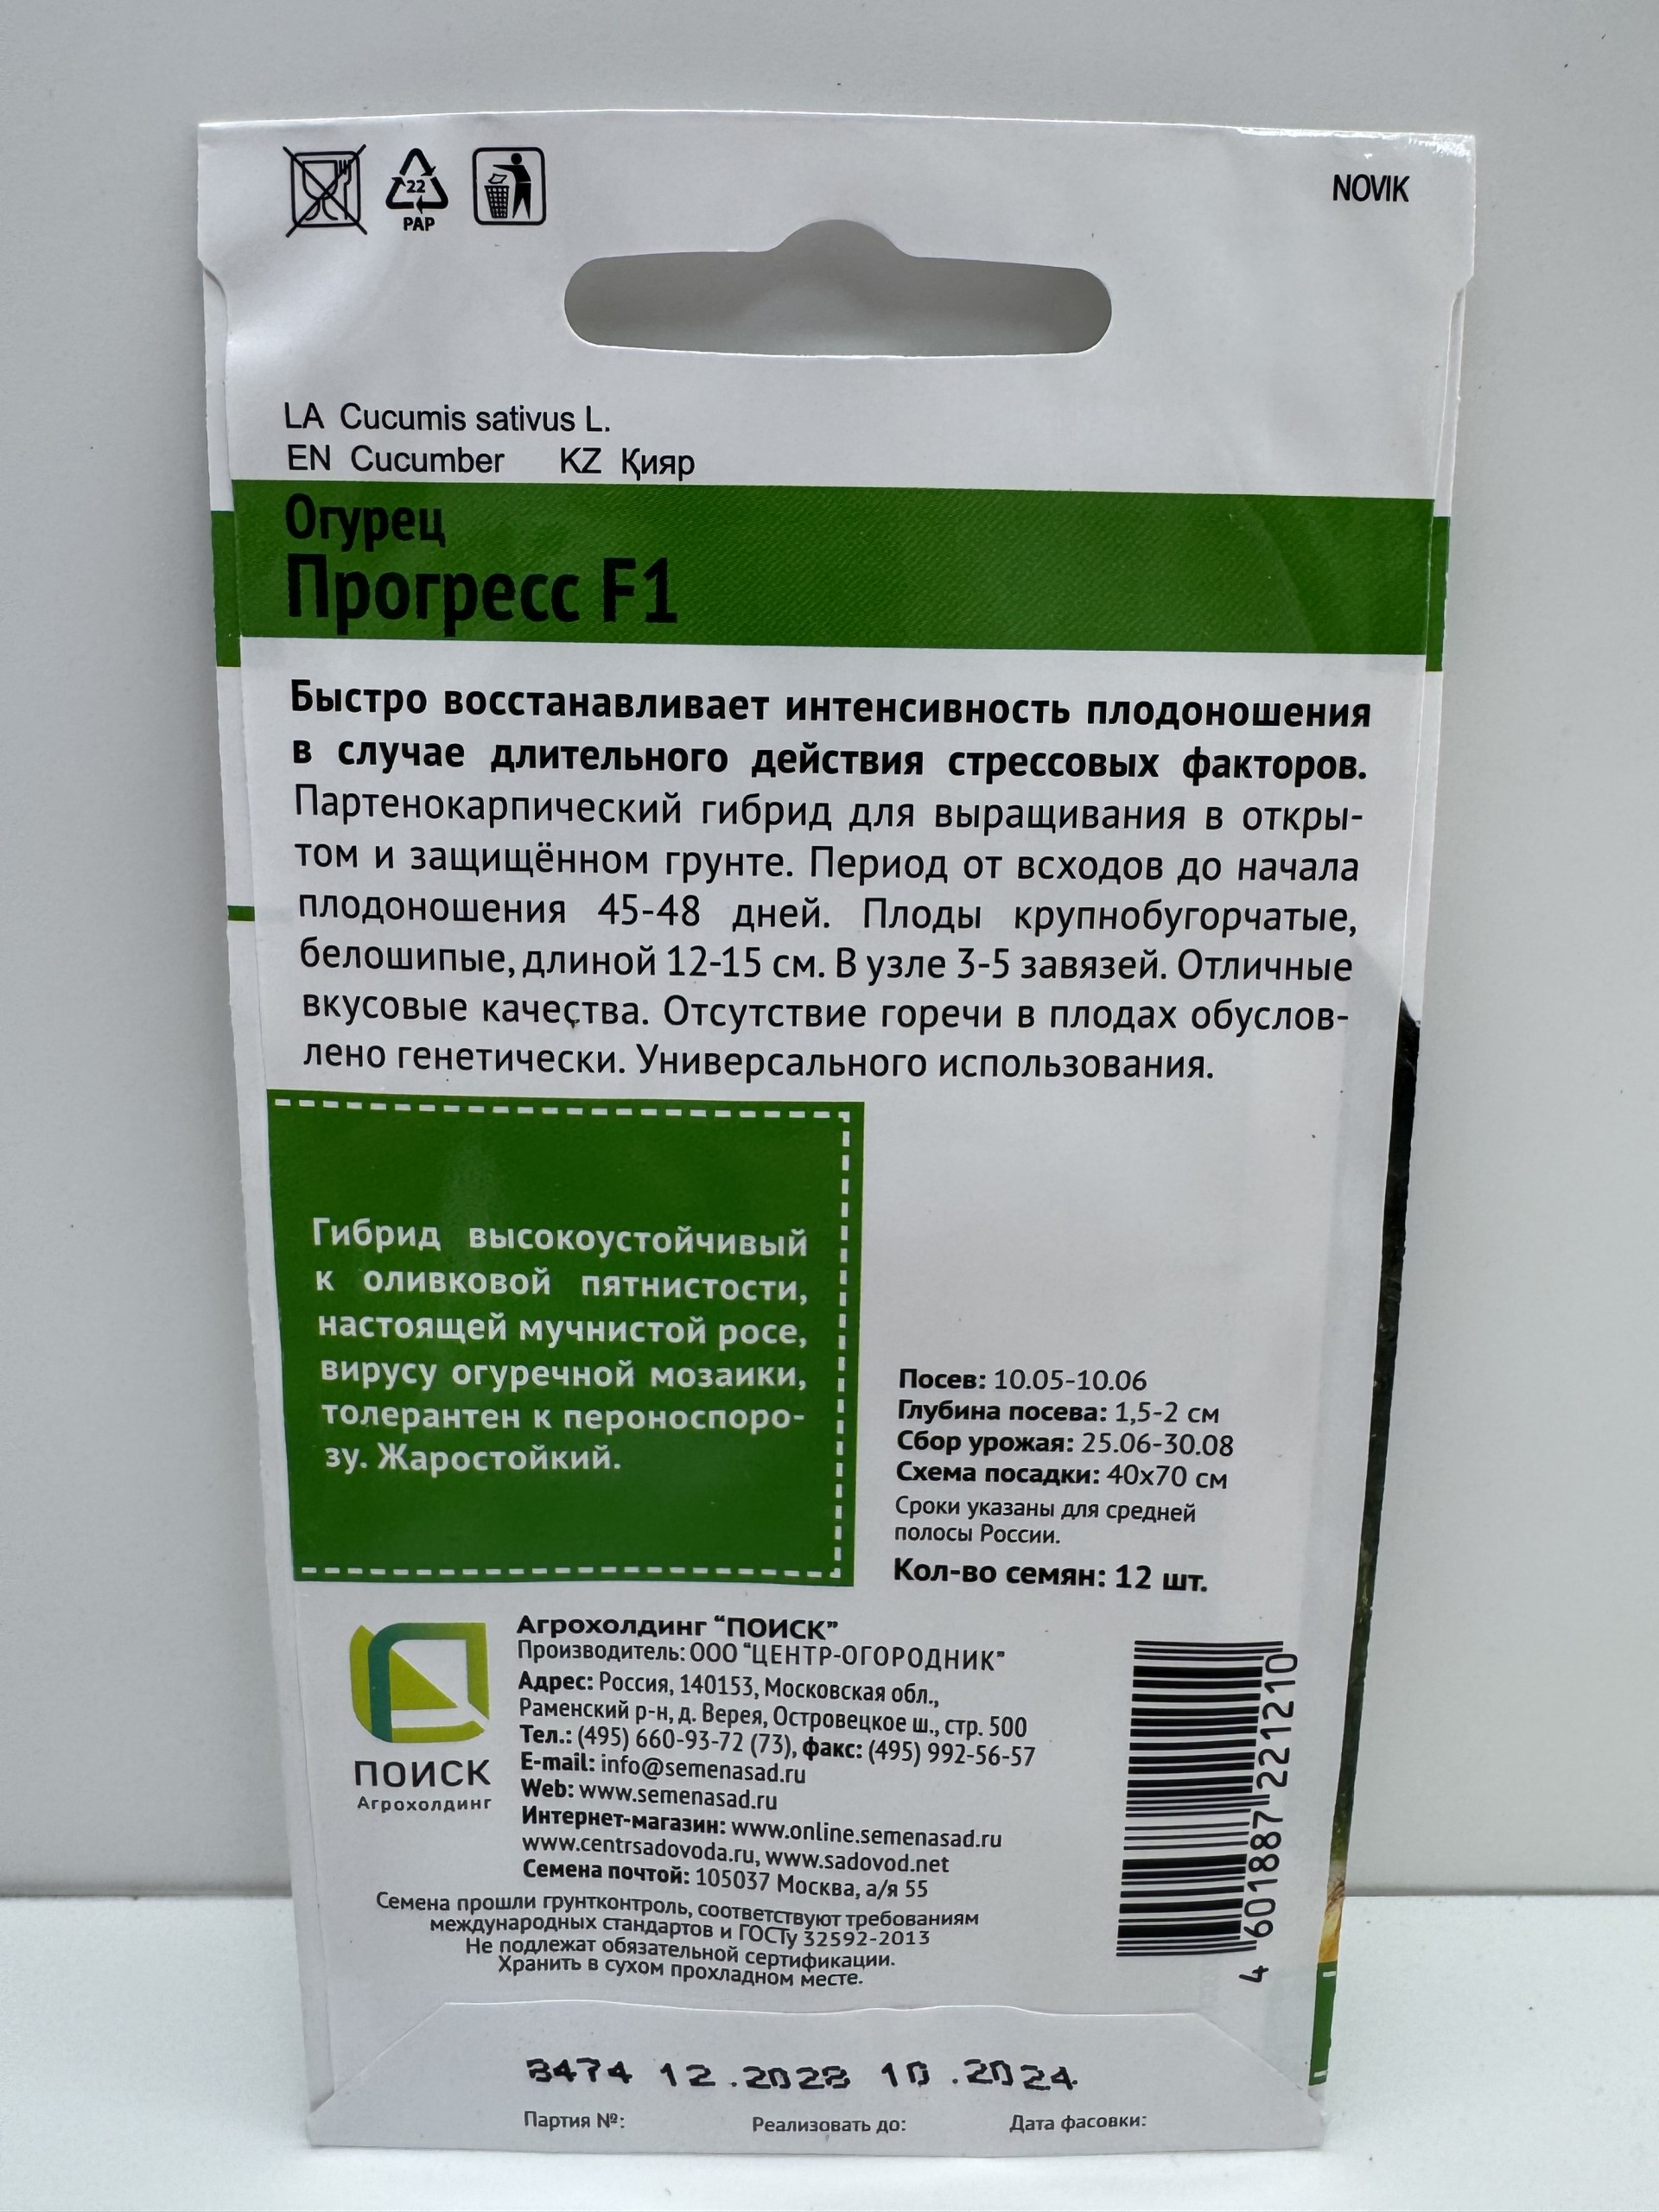 22
PAP
NOVIK
LA Cucumis sativus L.
EN Cucumber KZ Қияр
Огурец
Прогресс F1
Быстро восстанавливает интенсивность плодоношения
в случае длительного действия стрессовых факторов.
Партенокарпический гибрид для выращивания в откры-
том и защищённом грунте. Период от всходов до начала
плодоношения 45-48 дней. Плоды крупнобугорчатые,
белошипые, длиной 12-15 см. В узле 3-5 завязей. Отличные
вкусовые качества. Отсутствие горечи в плодах обуслов-
лено генетически. Универсального использования.
Гибрид высокоустойчивый
к оливковой пятнистости,
настоящей мучнистой росе,
вирусу огуречной мозаики,
толерантен к пероноспоро-
зу. Жаростойкий.
Посев: 10.05-10.06
Глубина посева: 1,5-2 см
Сбор урожая: 25.06-30.08
Схема посадки: 40х70 см
Сроки указаны для средней
полосы России.
Кол-во семян: 12 шт.
ПОИСК
Агрохолдинг
Агрохолдинг “ПОИСК”
Производитель: ООО “ЦЕНТР-ОГОРОДНИК”
Адрес: Россия, 140153, Московская обл.,
Раменский р-н, д. Верея, Островецкое ш., стр. 500
Тел.: (495) 660-93-72 (73), факс: (495) 992-56-57
E-mail: info@semenasad.ru
Web: www.semenasad.ru
Интернет-магазин: www.online.semenasad.ru
www.centrsadovoda.ru, www.sadovod.net
Семена почтой: 105037 Москва, а/я 55
Семена прошли грунтконтроль, соответствуют требованиям
международных стандартов и ГОСТу 32592-2013
Не подлежат обязательной сертификации.
Хранить в сухом прохладном месте.
4 601887 221210
12.2028 10.2024
Партия №: Реализовать до: Дата фасовки: